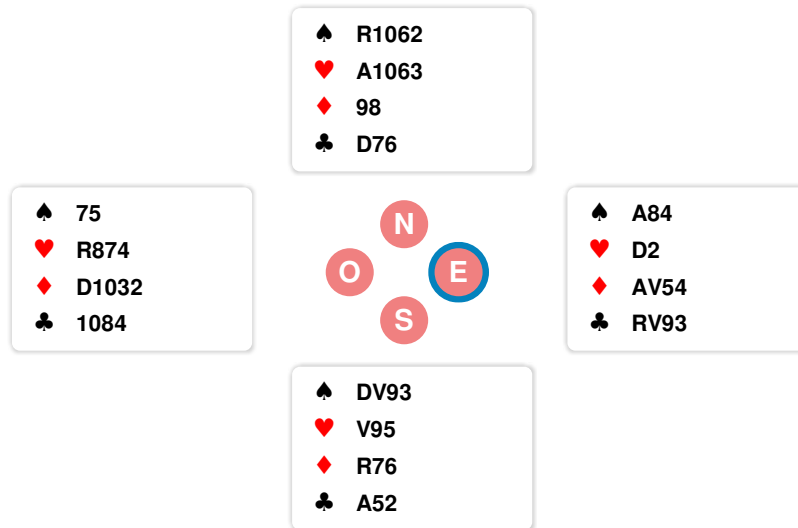 ♠ R1062
♥ A1063
♦ 98
♣ D76
♠ 75
♥ R874
♦ D1032
♣ 1084
N
O E
S
♠ A84
♥ D2
♦ AV54
♣ RV93
♠ DV93
♥ V95
♦ R76
♣ A52